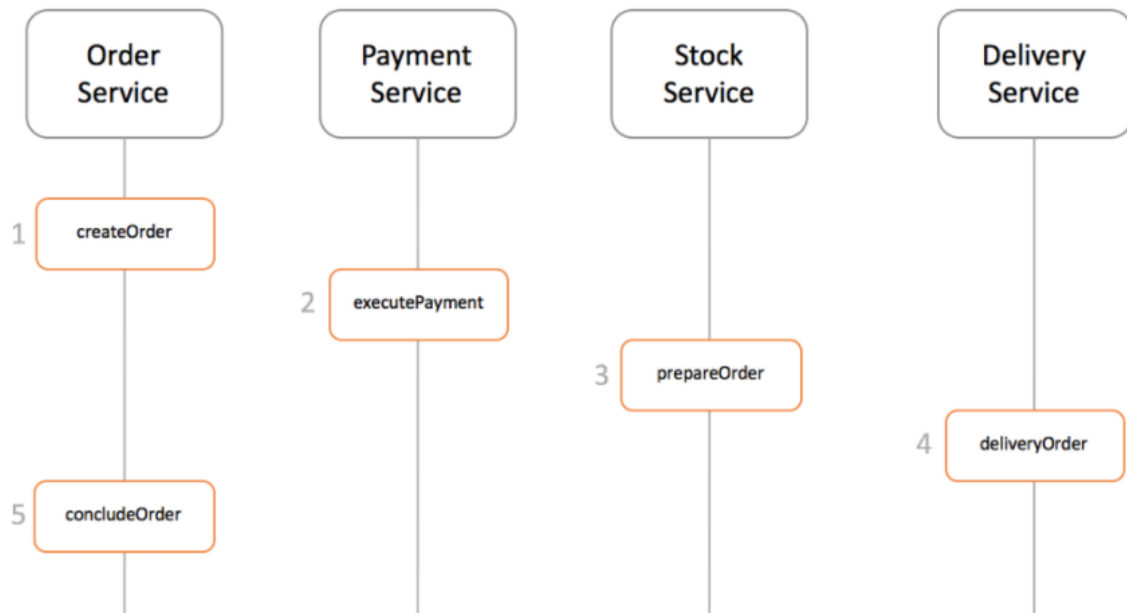 Order
Service
Payment
Service
Stock
Service
Delivery
Service
1
createOrder
2
executePayment
3
prepareOrder
4
deliveryOrder
5
concludeOrder